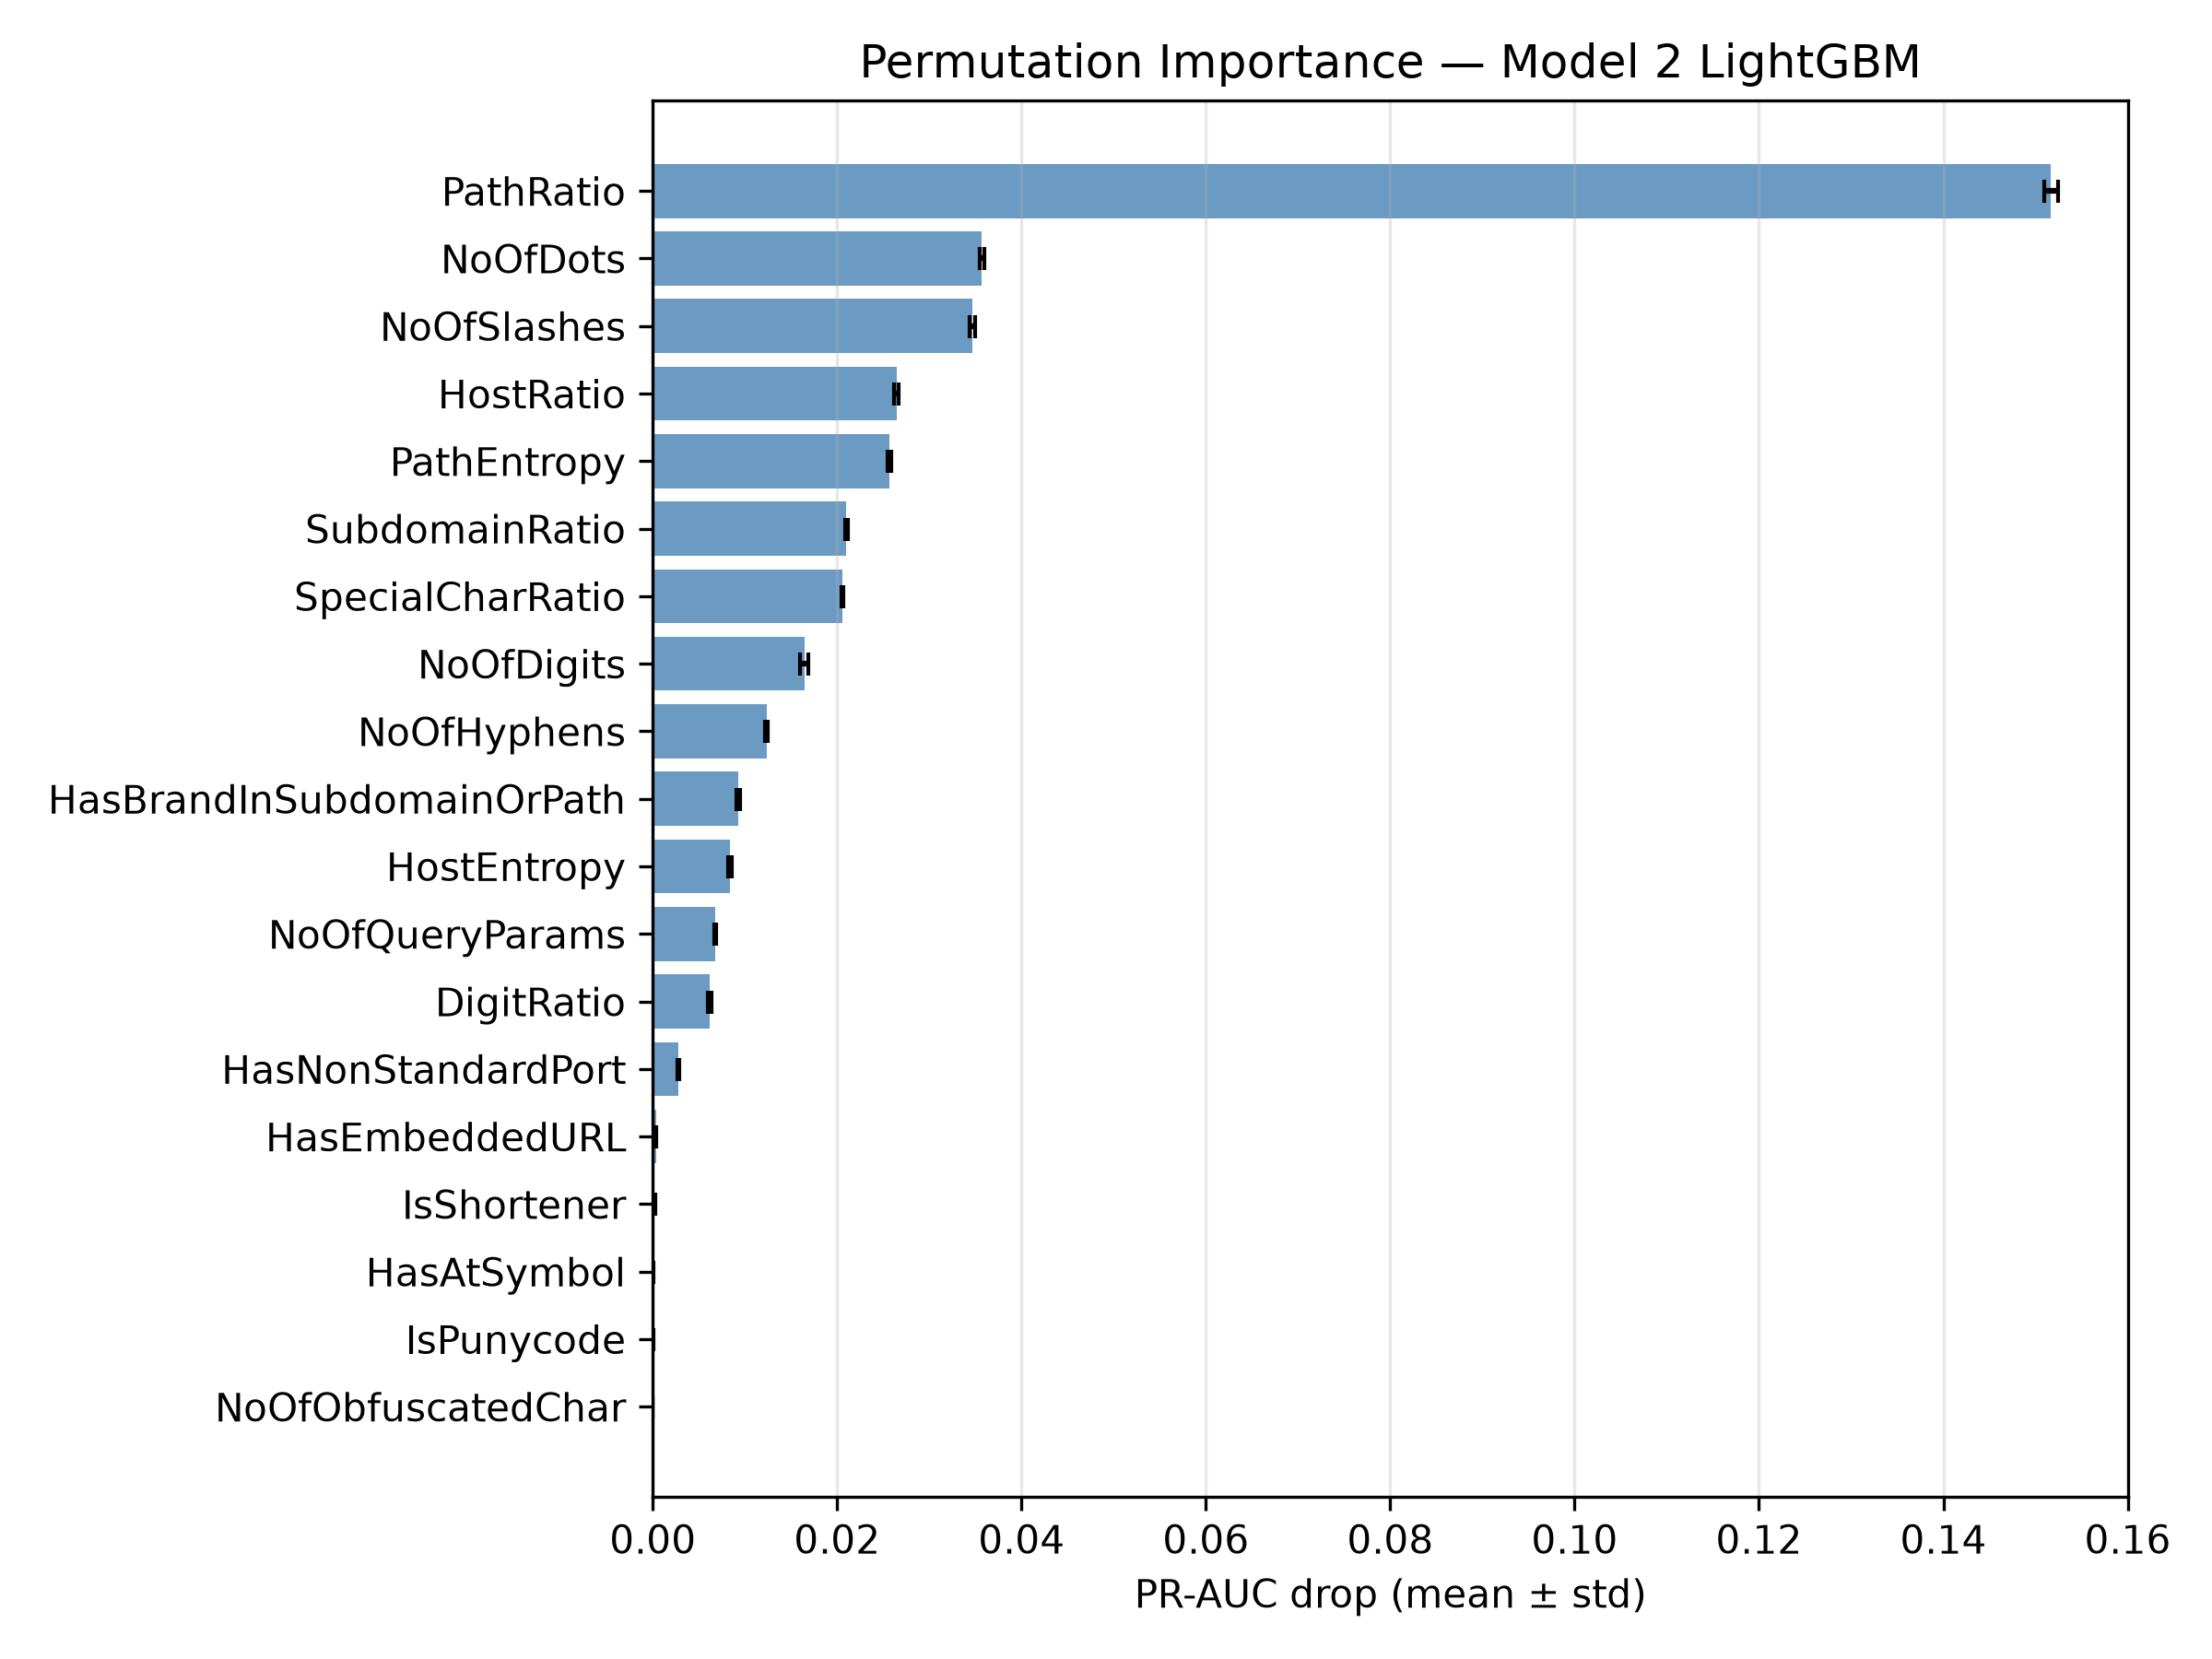 Permutation Importance — Model 2 LightGBM
PathRatio
NoOfDots
NoOfSlashes
HostRatio
PathEntropy
SubdomainRatio
SpecialCharRatio
NoOfDigits
NoOfHyphens
HasBrandInSubdomainOrPath
HostEntropy
NoOfQueryParams
DigitRatio
HasNonStandardPort
HasEmbeddedURL
IsShortener
HasAtSymbol
IsPunycode
NoOfObfuscatedChar
0.00 0.02 0.04 0.06 0.08 0.10 0.12 0.14 0.16
PR-AUC drop (mean ± std)